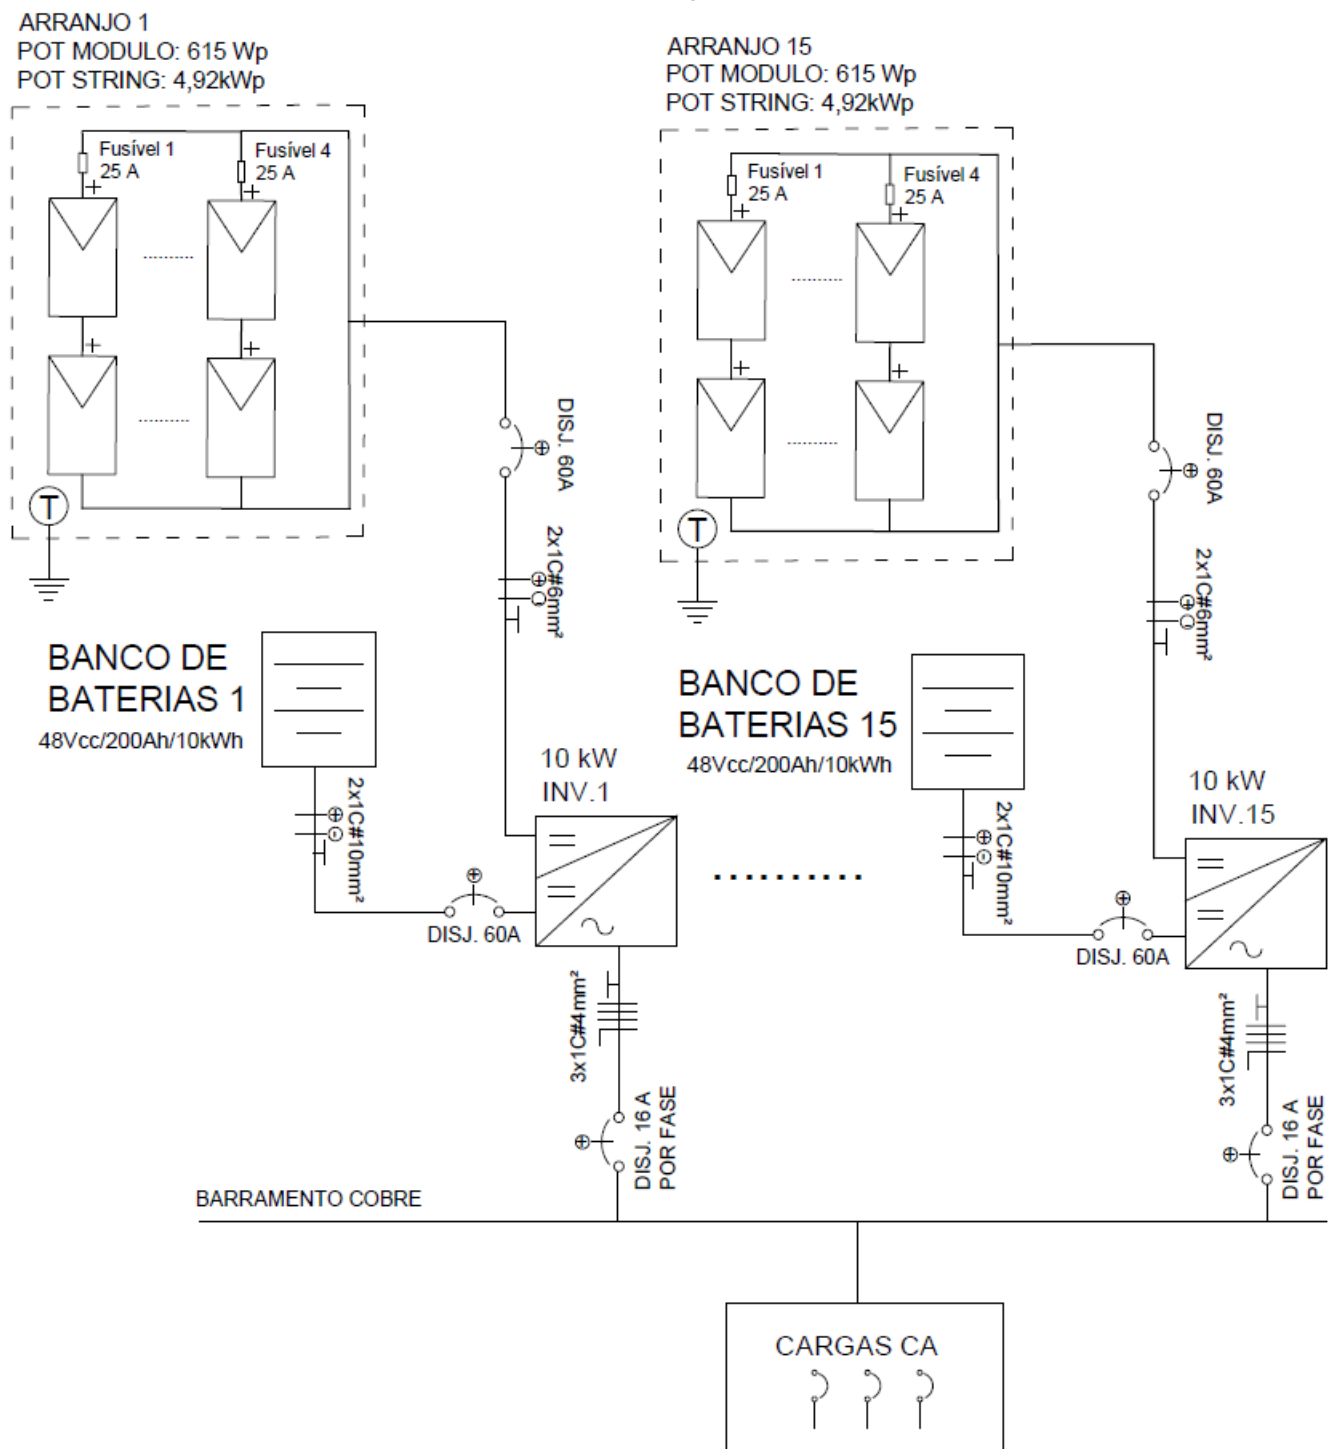 ARRANJO 1
POT MODULO: 615 Wp
POT STRING: 4,92kWp
Fusível 1
25 A
Fusível 4
25 A
T
DISJ. 60A
2x1C#6mm²
BANCO DE
BATERIAS 1
48Vcc/200Ah/10kWh
2x1C#10mm²
DISJ. 60A
10 kW
INV.1
3x1C#4mm²
DISJ. 16 A
POR FASE
ARRANJO 15
POT MODULO: 615 Wp
POT STRING: 4,92kWp
Fusível 1
25 A
Fusível 4
25 A
T
DISJ. 60A
2x1C#6mm²
BANCO DE
BATERIAS 15
48Vcc/200Ah/10kWh
2x1C#10mm²
DISJ. 60A
10 kW
INV.15
3x1C#4mm²
DISJ. 16 A
POR FASE
BARRAMENTO COBRE
CARGAS CA